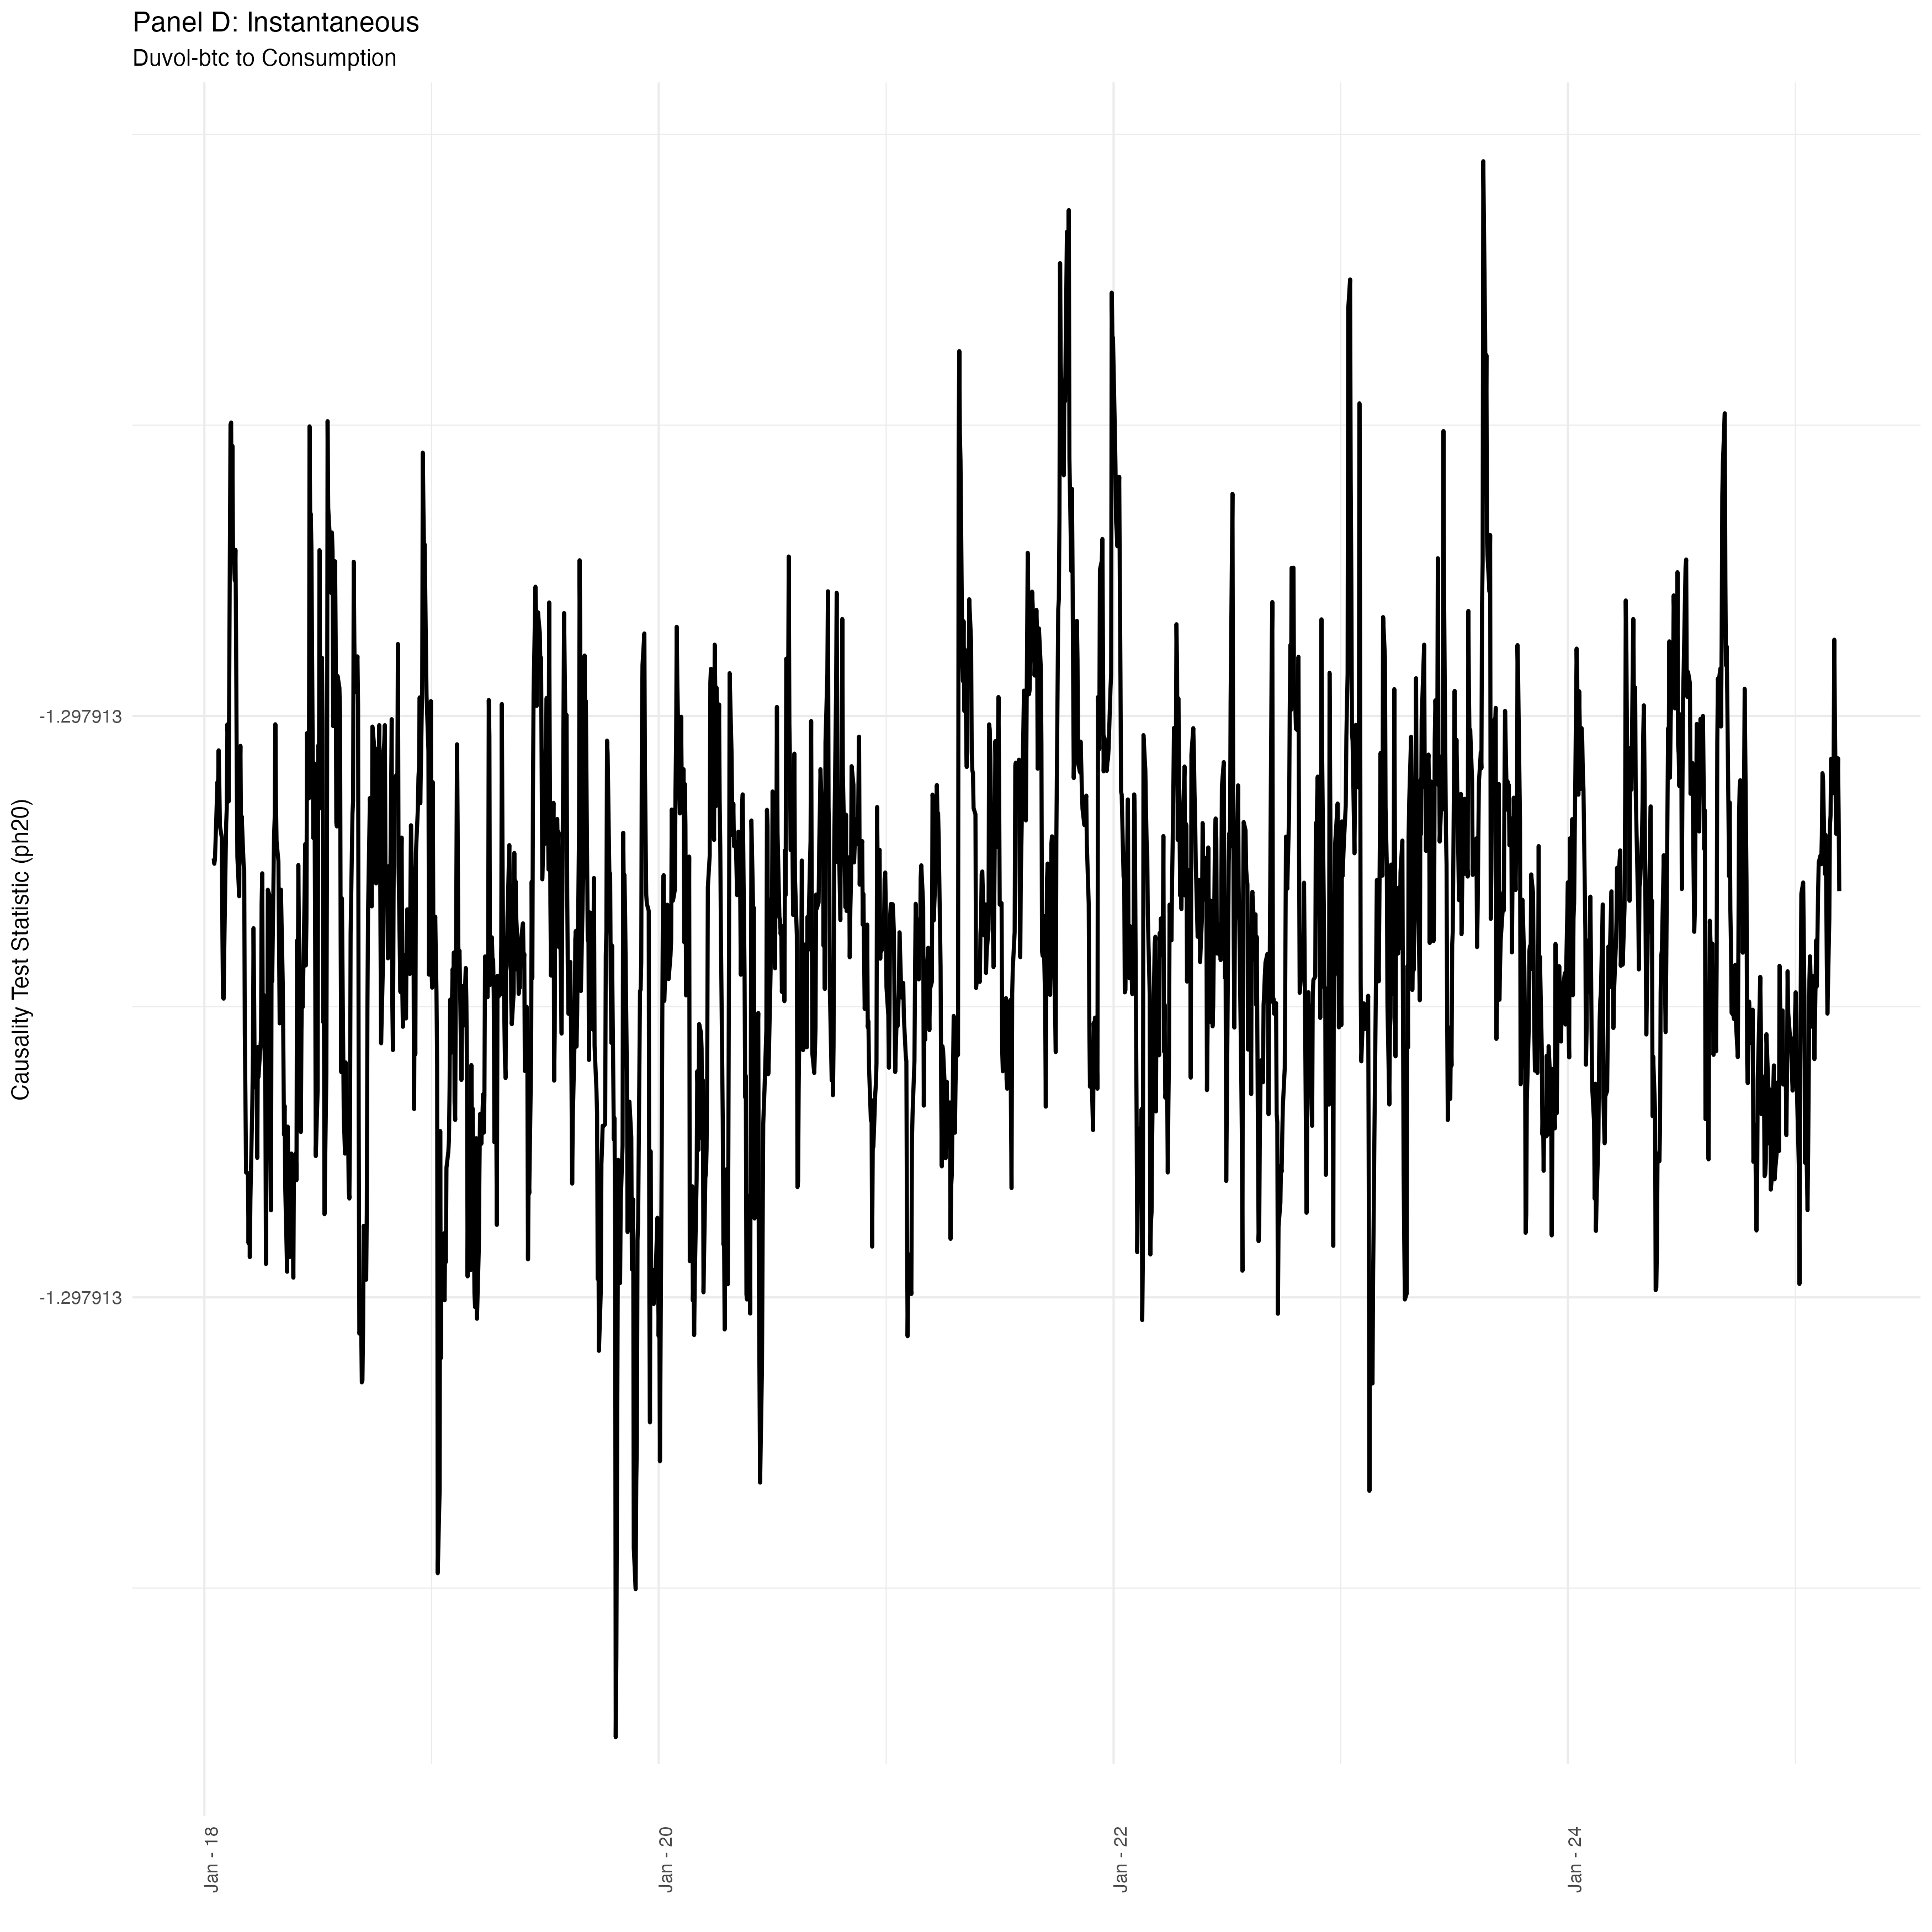 Panel D: Instantaneous
Duvol-btc to Consumption
Causality Test Statistic (ph20)
-1.297913
-1.297913
Jan - 18
Jan - 20
Jan - 22
Jan - 24